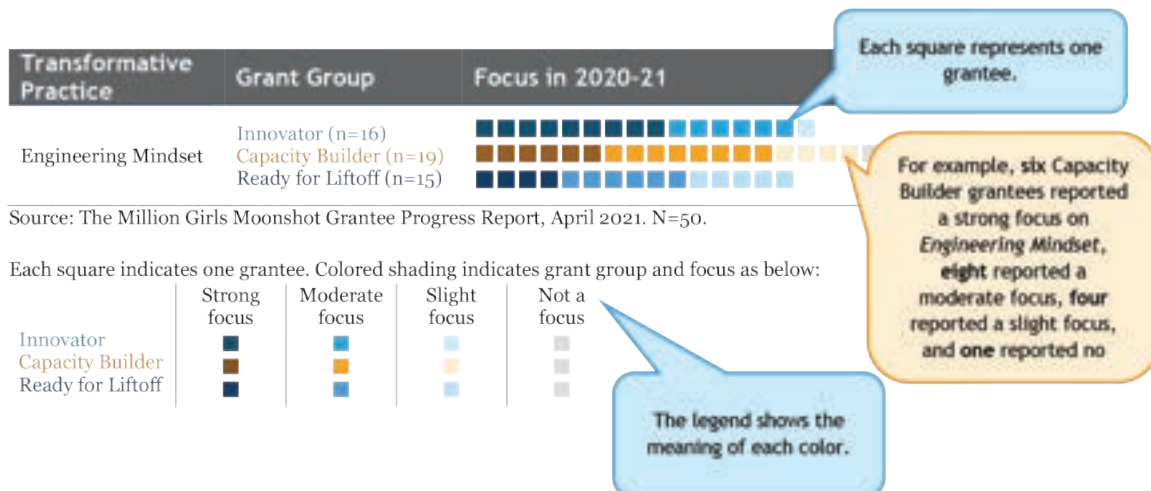 Each square represents one
grantee.
Transformative
Practice
Grant Group
Focus in 2020-21
Engineering Mindset
Innovator (n=16)
Capacity Builder (n=19)
Ready for Liftoff (n=15)
For example, six Capacity
Builder grantees reported
a strong focus on
Engineering Mindset,
eight reported a
moderate focus, four
reported a slight focus,
and one reported no
Source: The Million Girls Moonshot Grantee Progress Report, April 2021. N=50.
Each square indicates one grantee. Colored shading indicates grant group and focus as below:
Strong
focus
Moderate
focus
Slight
focus
Not a
focus
Innovator
Capacity Builder
Ready for Liftoff
The legend shows the
meaning of each color.